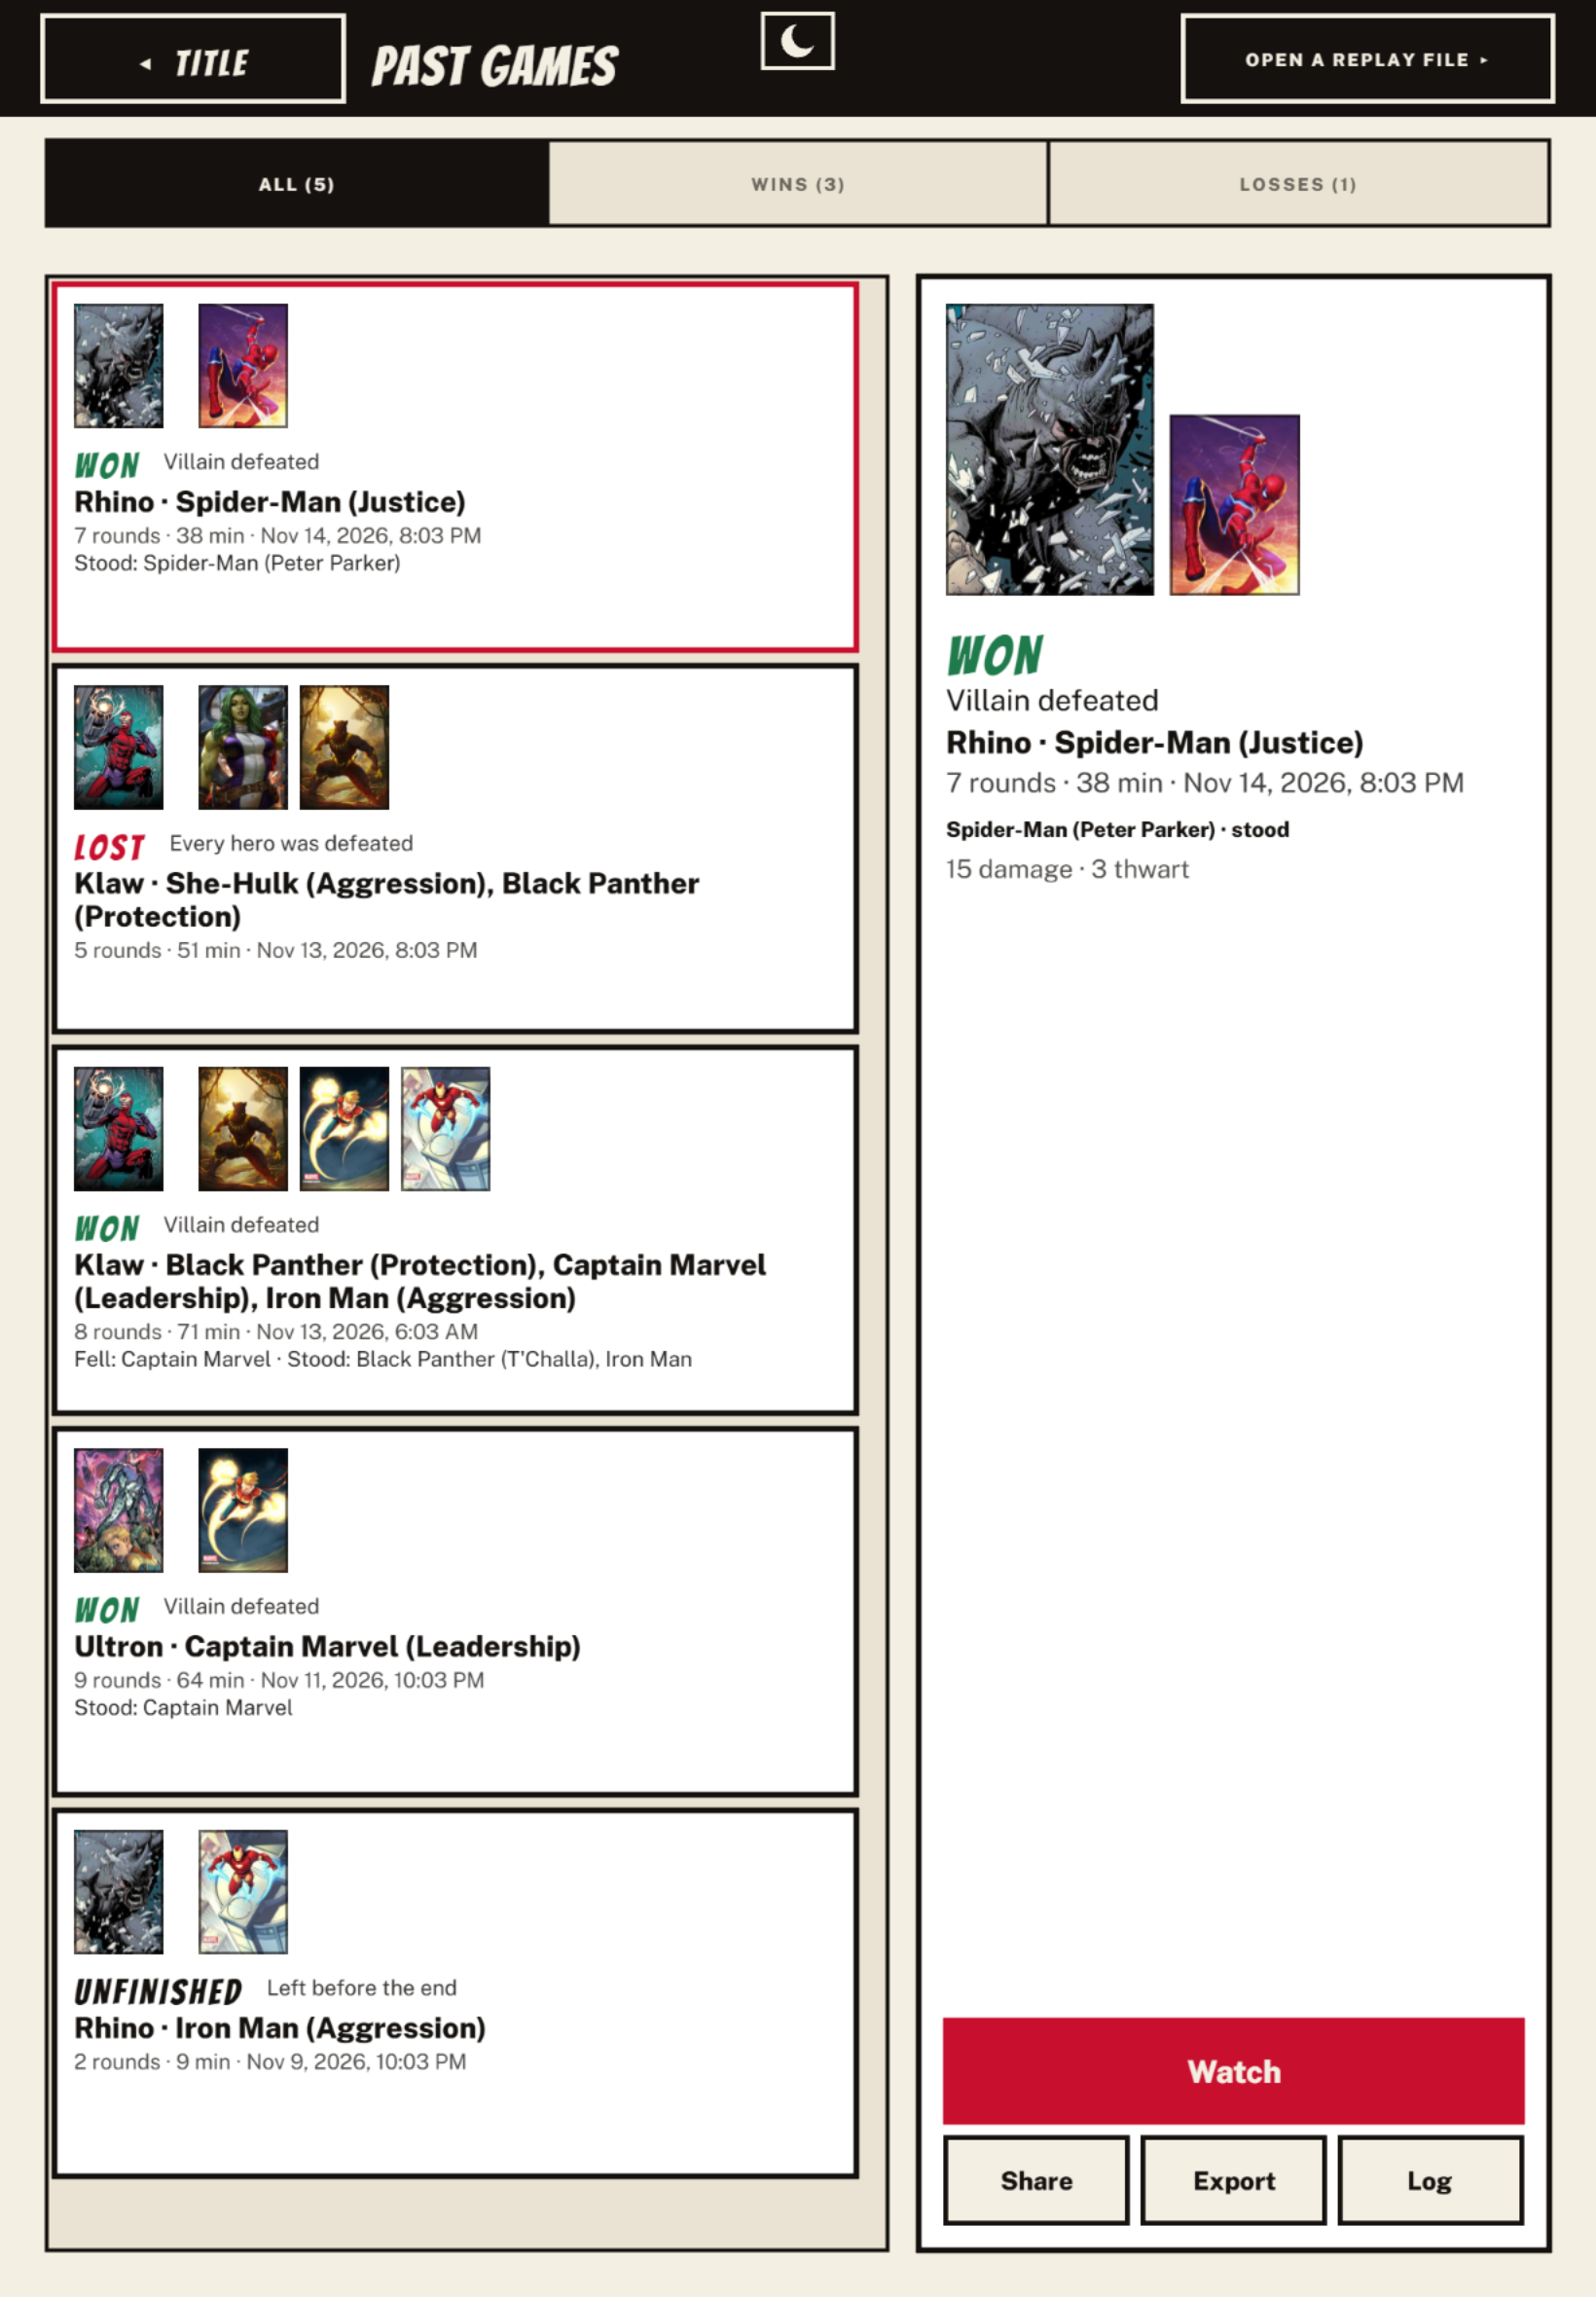 ◂ TITLE
PAST GAMES
OPEN A REPLAY FILE ▸
ALL (5)
WINS (3)
LOSSES (1)
WON Villain defeated
Rhino · Spider-Man (Justice)
7 rounds · 38 min · Nov 14, 2026, 8:03 PM
Stood: Spider-Man (Peter Parker)
LOST Every hero was defeated
Klaw · She-Hulk (Aggression), Black Panther
(Protection)
5 rounds · 51 min · Nov 13, 2026, 8:03 PM
WON Villain defeated
Klaw · Black Panther (Protection), Captain Marvel
(Leadership), Iron Man (Aggression)
8 rounds · 71 min · Nov 13, 2026, 6:03 AM
Fell: Captain Marvel · Stood: Black Panther (T'Challa), Iron Man
WON Villain defeated
Ultron · Captain Marvel (Leadership)
9 rounds · 64 min · Nov 11, 2026, 10:03 PM
Stood: Captain Marvel
UNFINISHED Left before the end
Rhino · Iron Man (Aggression)
2 rounds · 9 min · Nov 9, 2026, 10:03 PM
WON
Villain defeated
Rhino · Spider-Man (Justice)
7 rounds · 38 min · Nov 14, 2026, 8:03 PM
Spider-Man (Peter Parker) · stood
15 damage · 3 thwart
Watch
Share
Export
Log